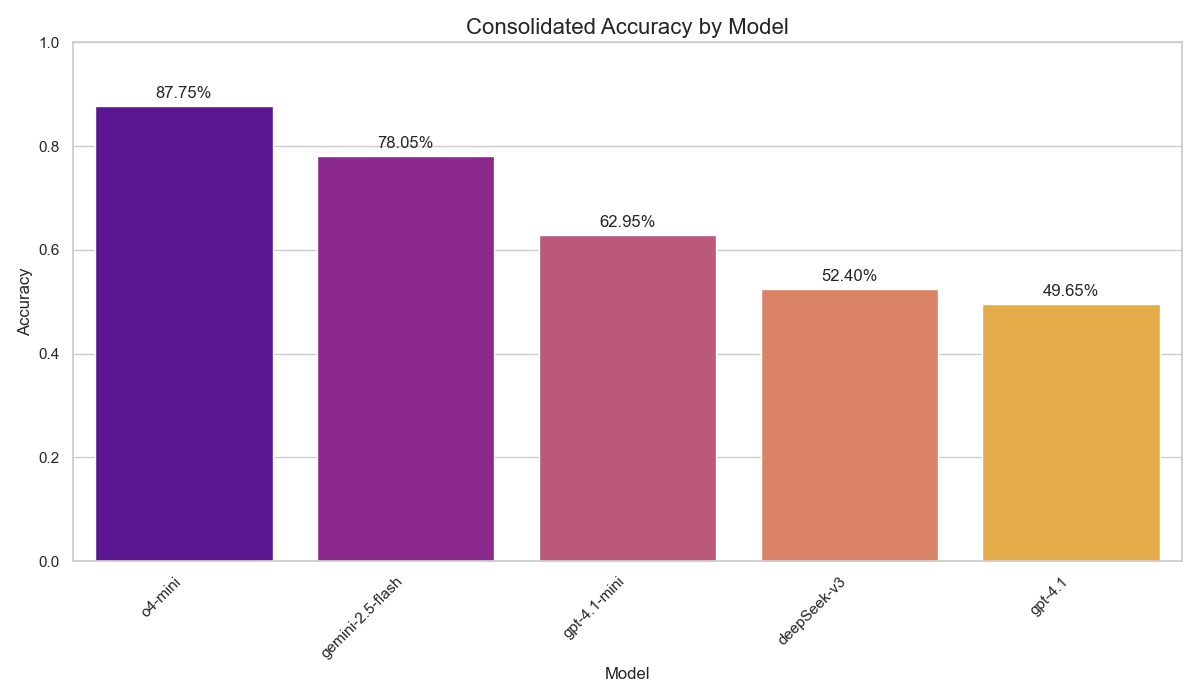 Consolidated Accuracy by Model
1.0
0.8
0.6
0.4
0.2
0.0
Accuracy
87.75%
78.05%
62.95%
52.40%
49.65%
o4-mini
gemini-2.5-flash
gpt-4.1-mini
deepSeek-v3
gpt-4.1
Model